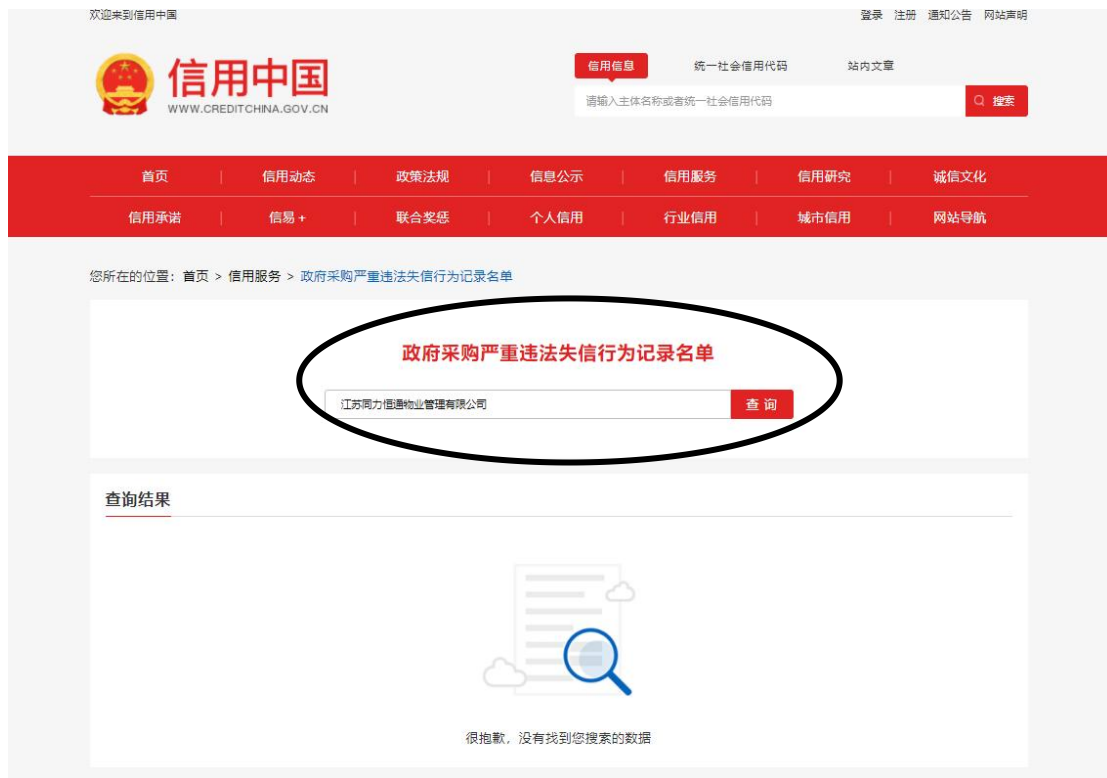 欢迎来到信用中国
登录 注册 通知公告 网站声明
信用中国
WWW.CREDITCHINA.GOV.CN
信用信息 统一社会信用代码 站内文章
请输入主体名称或者统一社会信用代码 搜索
首页 | 信用动态 | 政策法规 | 信息公示 | 信用服务 | 信用研究 | 诚信文化
信用承诺 | 信易+ | 联合奖惩 | 个人信用 | 行业信用 | 城市信用 | 网站导航
您所在的位置：首页 > 信用服务 > 政府采购严重违法失信行为记录名单
政府采购严重违法失信行为记录名单
江苏同力恒通物业管理有限公司 查询
查询结果
很抱歉，没有找到您搜索的数据